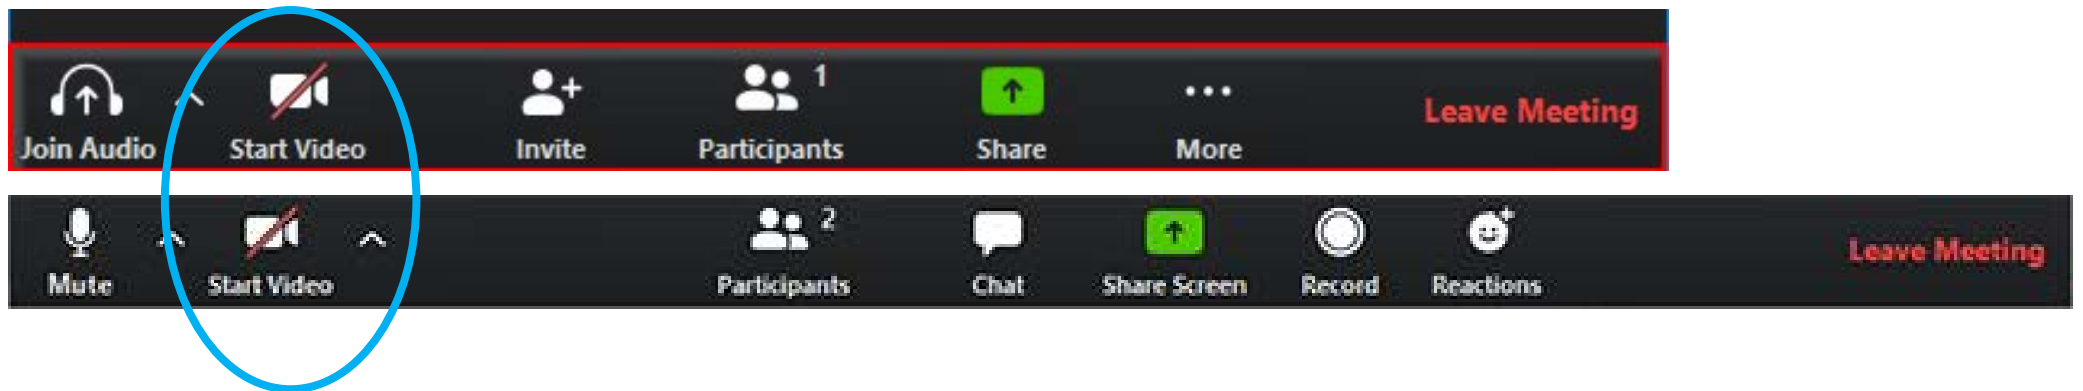 1
Join Audio Start Video Invite Participants Share More Leave Meeting
2
Mute Start Video Participants Chat Share Screen Record Reactions Leave Meeting